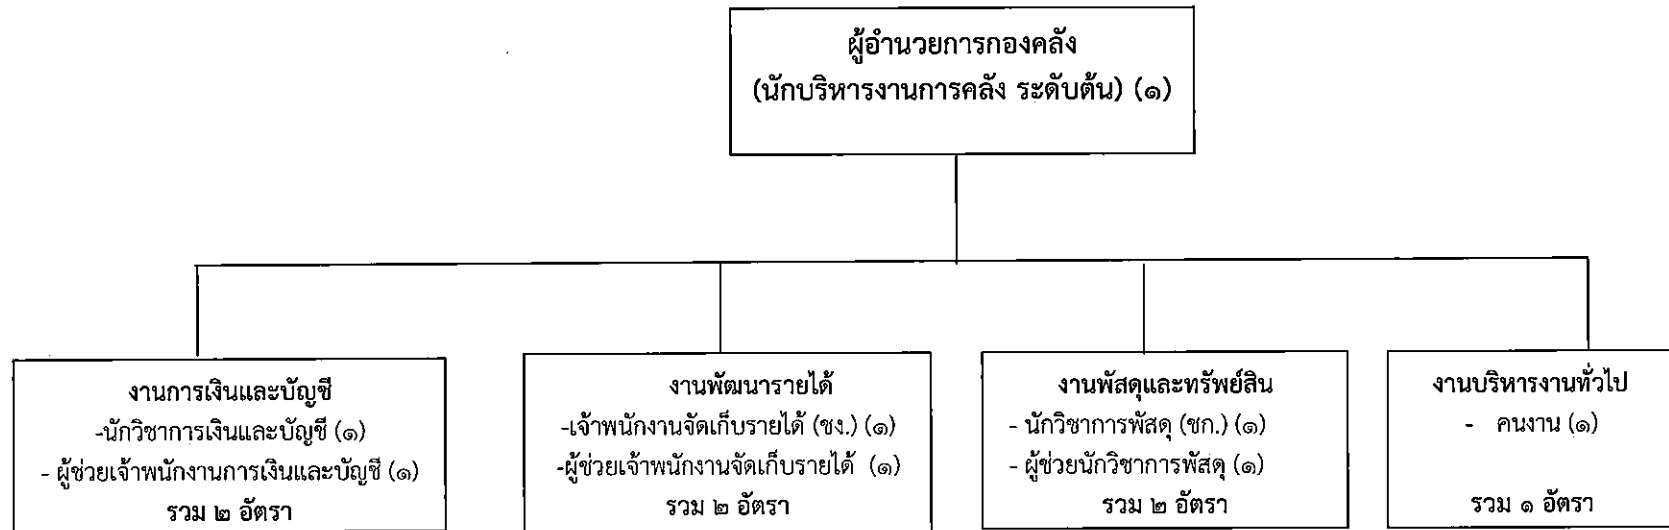 ผู้อำนวยการกองคลัง
(นักบริหารงานการคลัง ระดับต้น) (๑)
งานการเงินและบัญชี
-นักวิชาการเงินและบัญชี (๑)
- ผู้ช่วยเจ้าพนักงานการเงินและบัญชี (๑)
รวม ๒ อัตรา
งานพัฒนารายได้
-เจ้าพนักงานจัดเก็บรายได้ (ชง.) (๑)
-ผู้ช่วยเจ้าพนักงานจัดเก็บรายได้ (๑)
รวม ๒ อัตรา
งานพัสดุและทรัพย์สิน
- นักวิชาการพัสดุ (ชก.) (๑)
- ผู้ช่วยนักวิชาการพัสดุ (๑)
รวม ๒ อัตรา
งานบริหารงานทั่วไป
- คนงาน (๑)
รวม ๑ อัตรา